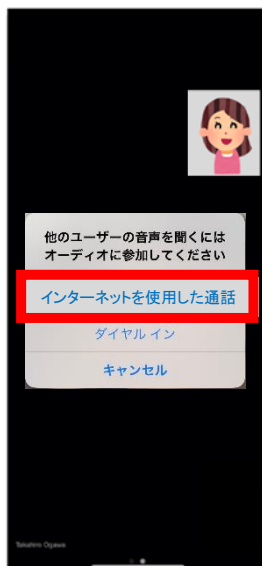 他のユーザーの音声を聞くには
オーディオに参加してください
インターネットを使用した通話
ダイヤル イン
キャンセル
Takahiro Ogawa